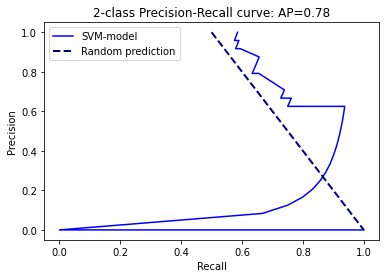 2-class Precision-Recall curve: AP=0.78
SVM-model
Random prediction
Precision
1.0
0.8
0.6
0.4
0.2
0.0
0.0 0.2 0.4 0.6 0.8 1.0
Recall